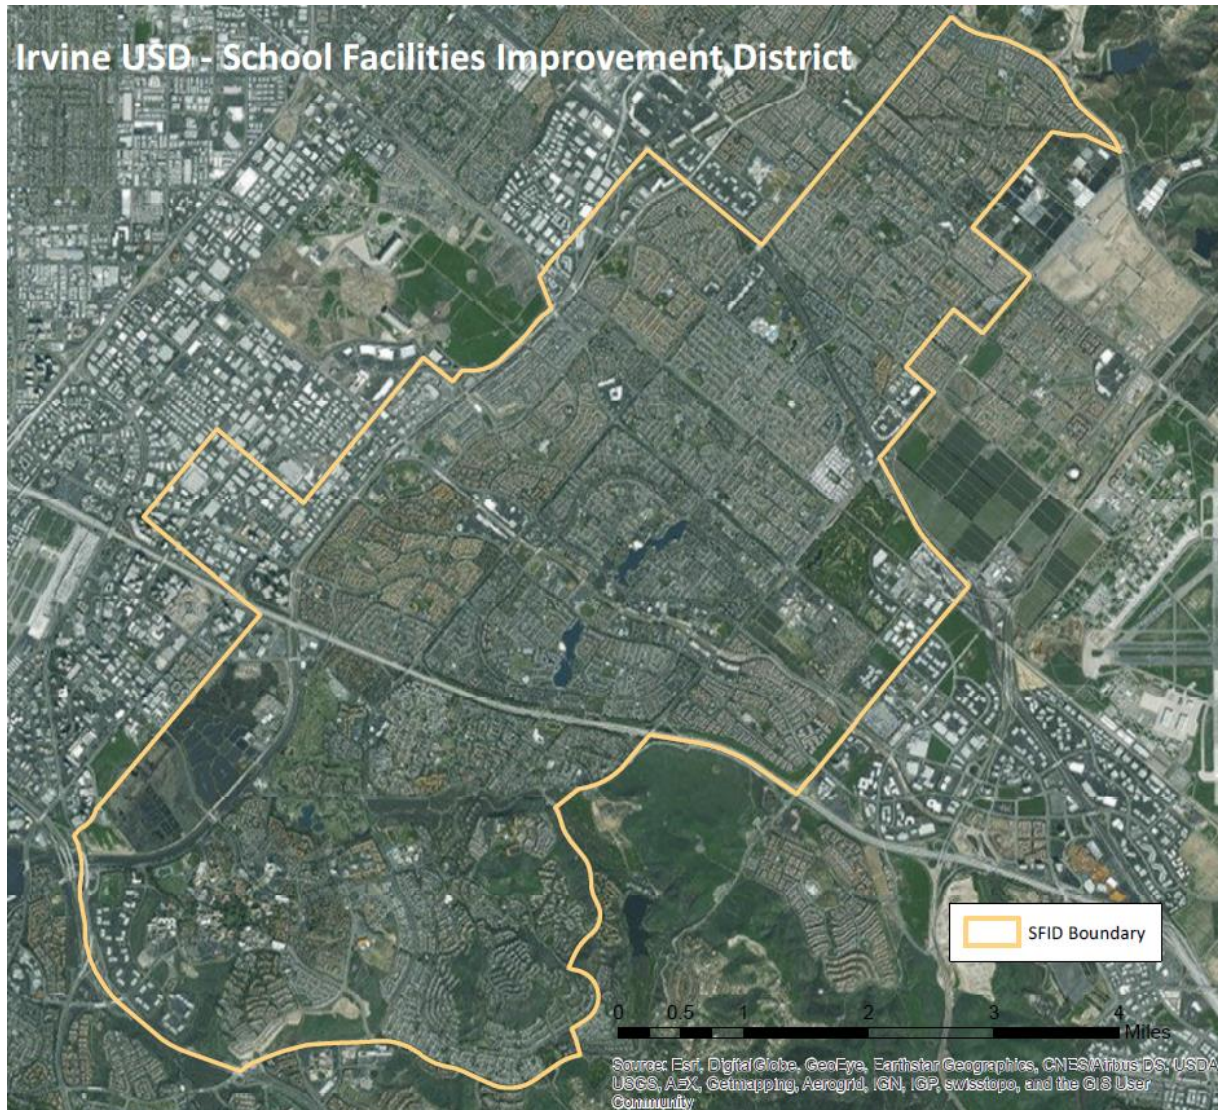 Irvine USD - School Facilities Improvement District
SFID Boundary
0 0.5 1 2 3 4
Miles
Source: Esri, DigitalGlobe, GeoEye, Earthstar Geographics, CNES/Airbus DS, USDA,
USGS, AEX, Getmapping, Aerogrid, IGN, IGP, swisstopo, and the GIS User
Community